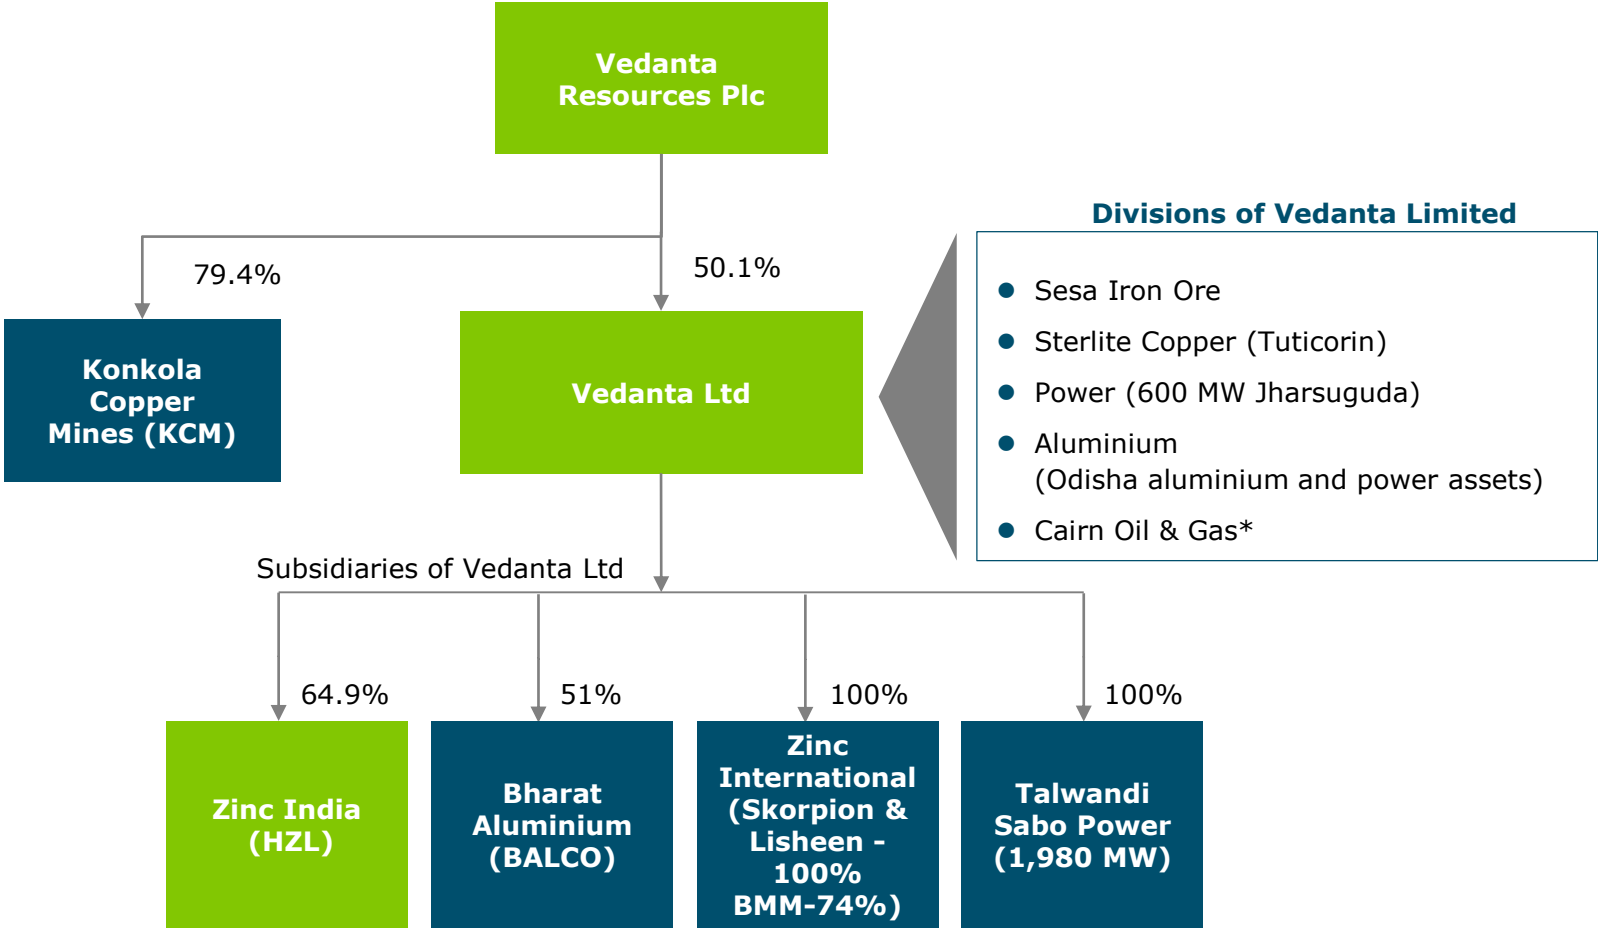 Vedanta
Resources Plc
Divisions of Vedanta Limited
79.4%
50.1%
Konkola
Copper
Mines (KCM)
Vedanta Ltd
● Sesa Iron Ore
● Sterlite Copper (Tuticorin)
● Power (600 MW Jharsuguda)
● Aluminium
(Odisha aluminium and power assets)
● Cairn Oil & Gas*
Subsidiaries of Vedanta Ltd
64.9%
51%
100%
100%
Zinc India
(HZL)
Bharat
Aluminium
(BALCO)
Zinc
International
(Skorpion &
Lisheen -
100%
BMM-74%)
Talwandi
Sabo Power
(1,980 MW)